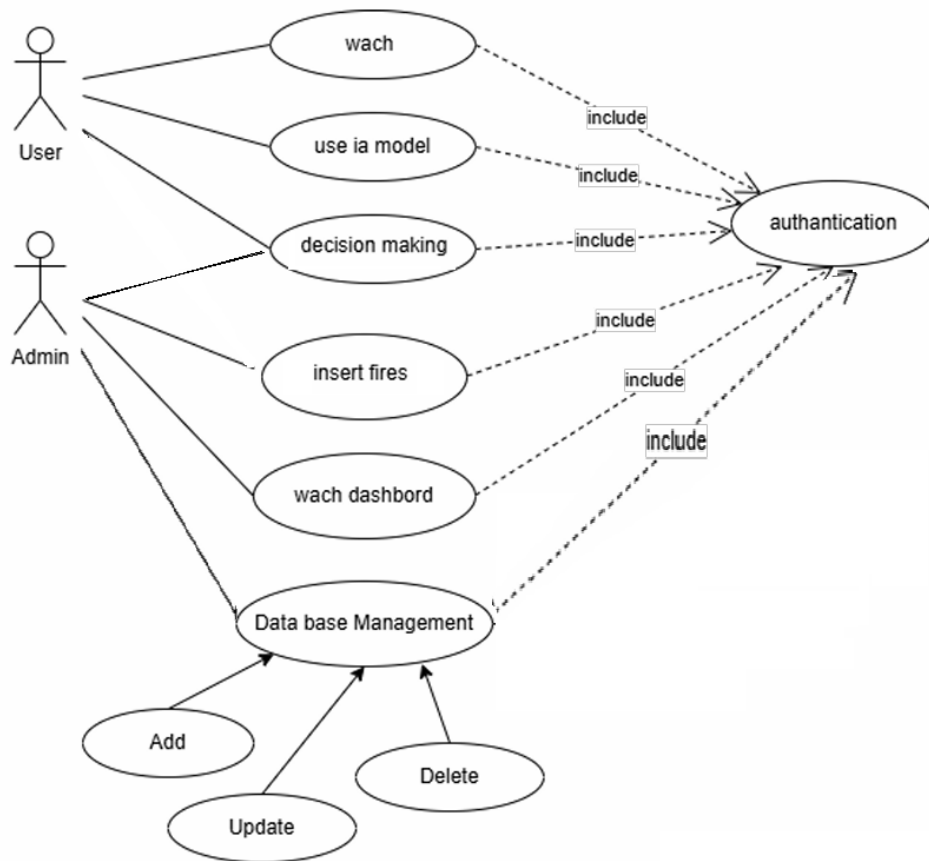 wach
User
include
use ia model
include
authantication
decision making
include
Admin
insert fires
include
include
wach dashbord
include
Data base Management
Add
Delete
Update